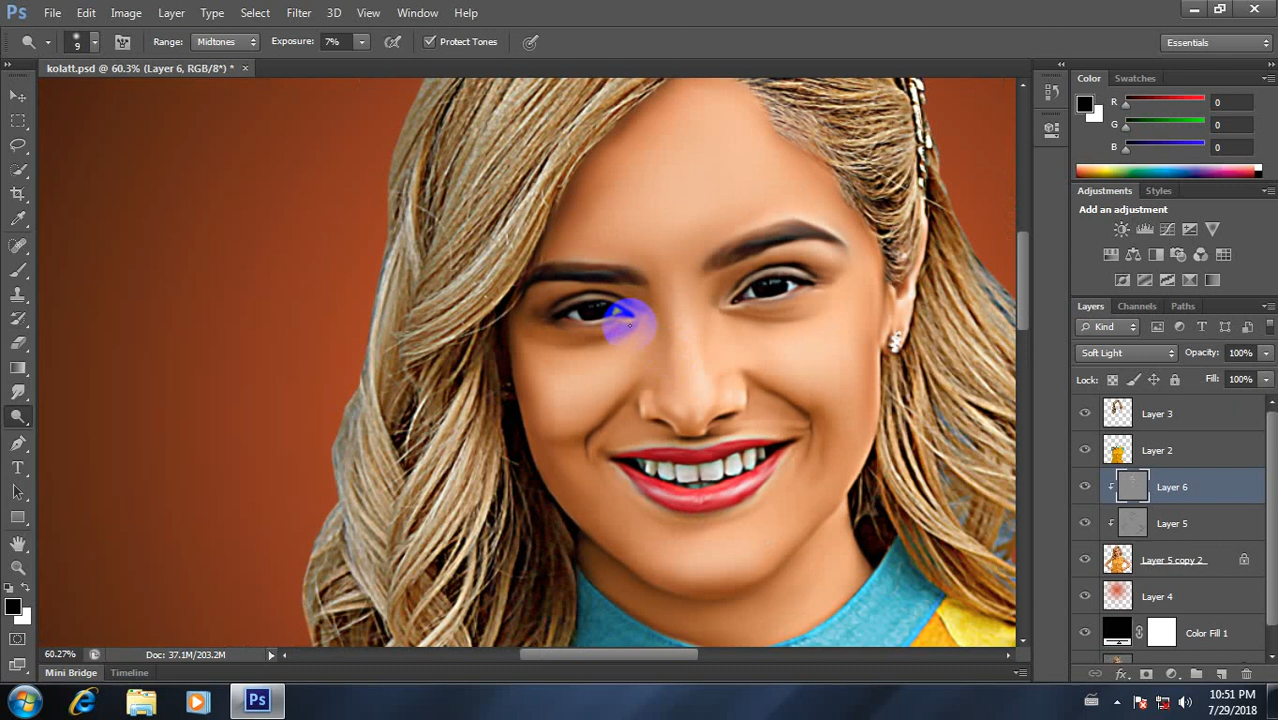 Ps File Edit Image Layer Type Select Filter 3D View Window Help
9 Range: Midtones Exposure: 7% Protect Tones Essentials
kolatt.psd @ 60.3% (Layer 6, RGB/8*) *
Color Swatches
R 0
G 0
B 0
Adjustments Styles
Add an adjustment
Layers Channels Paths
Kind
Soft Light Opacity: 100%
Lock: Fill: 100%
Layer 3
Layer 2
Layer 6
Layer 5
Layer 5 copy 2
Layer 4
Color Fill 1
60.27% Doc: 37.1M/203.2M
Mini Bridge Timeline
Ps
10:51 PM
7/29/2018